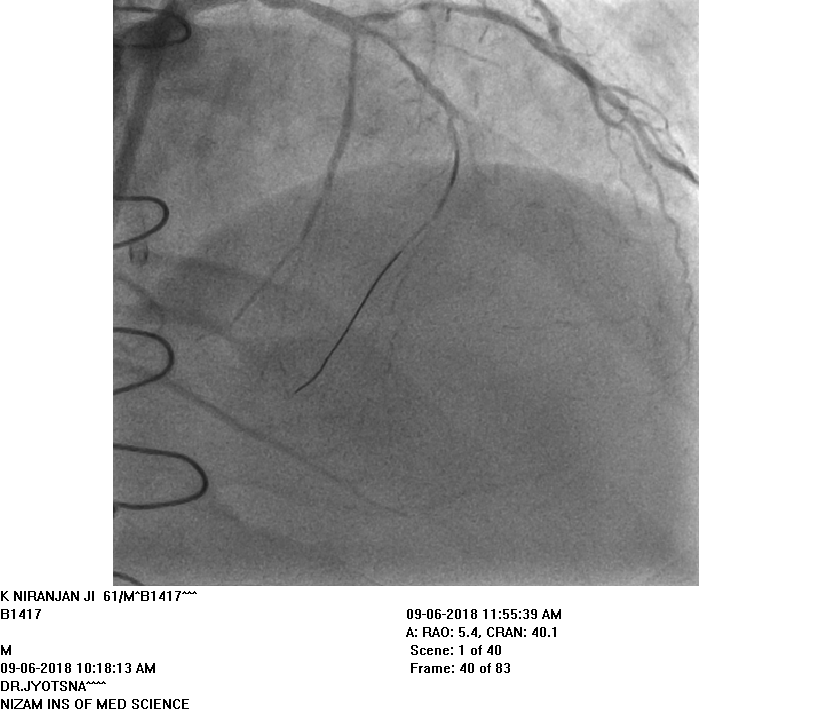 K NIRANJAN JI 61/M^B1417^^^
B1417
M
09-06-2018 10:18:13 AM
DR.JYOTSNA^^^^
NIZAM INS OF MED SCIENCE
09-06-2018 11:55:39 AM
A: RAO: 5.4, CRAN: 40.1
Scene: 1 of 40
Frame: 40 of 83